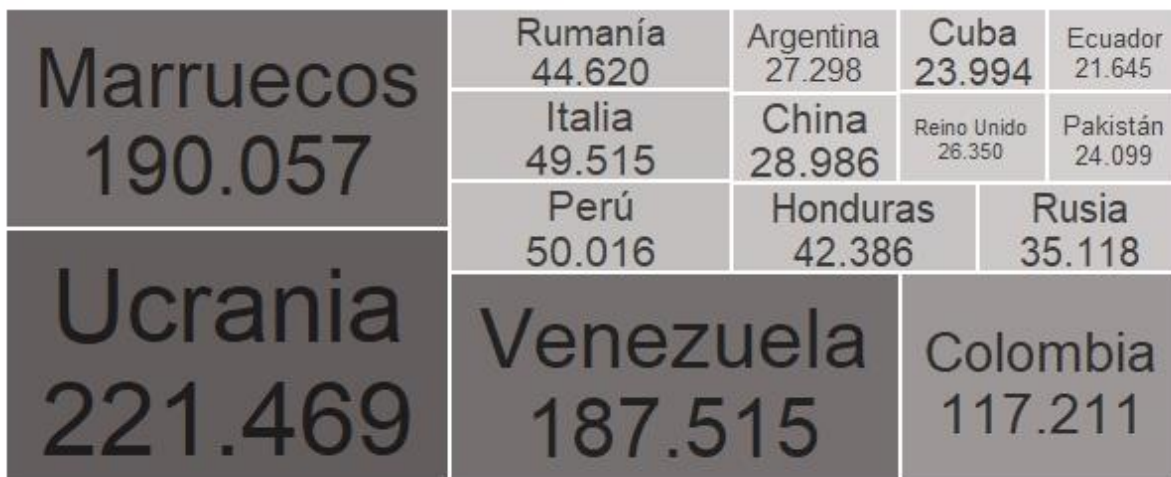 Marruecos
190.057
Ucrania
221.469
Rumanía
44.620
Argentina
27.298
Cuba
23.994
Ecuador
21.645
Italia
49.515
China
28.986
Reino Unido
26.350
Pakistán
24.099
Perú
50.016
Honduras
42.386
Rusia
35.118
Venezuela
187.515
Colombia
117.211